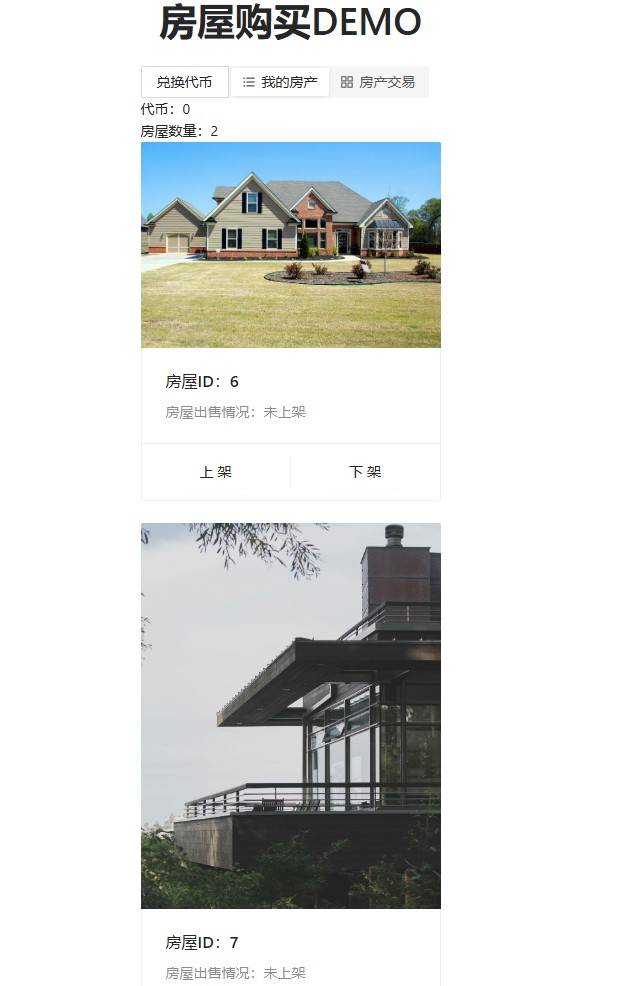 房屋购买DEMO
兑换代币 我的房产 房产交易
代币：0
房屋数量：2
房屋ID：6
房屋出售情况：未上架
上 架 下 架
房屋ID：7
房屋出售情况：未上架